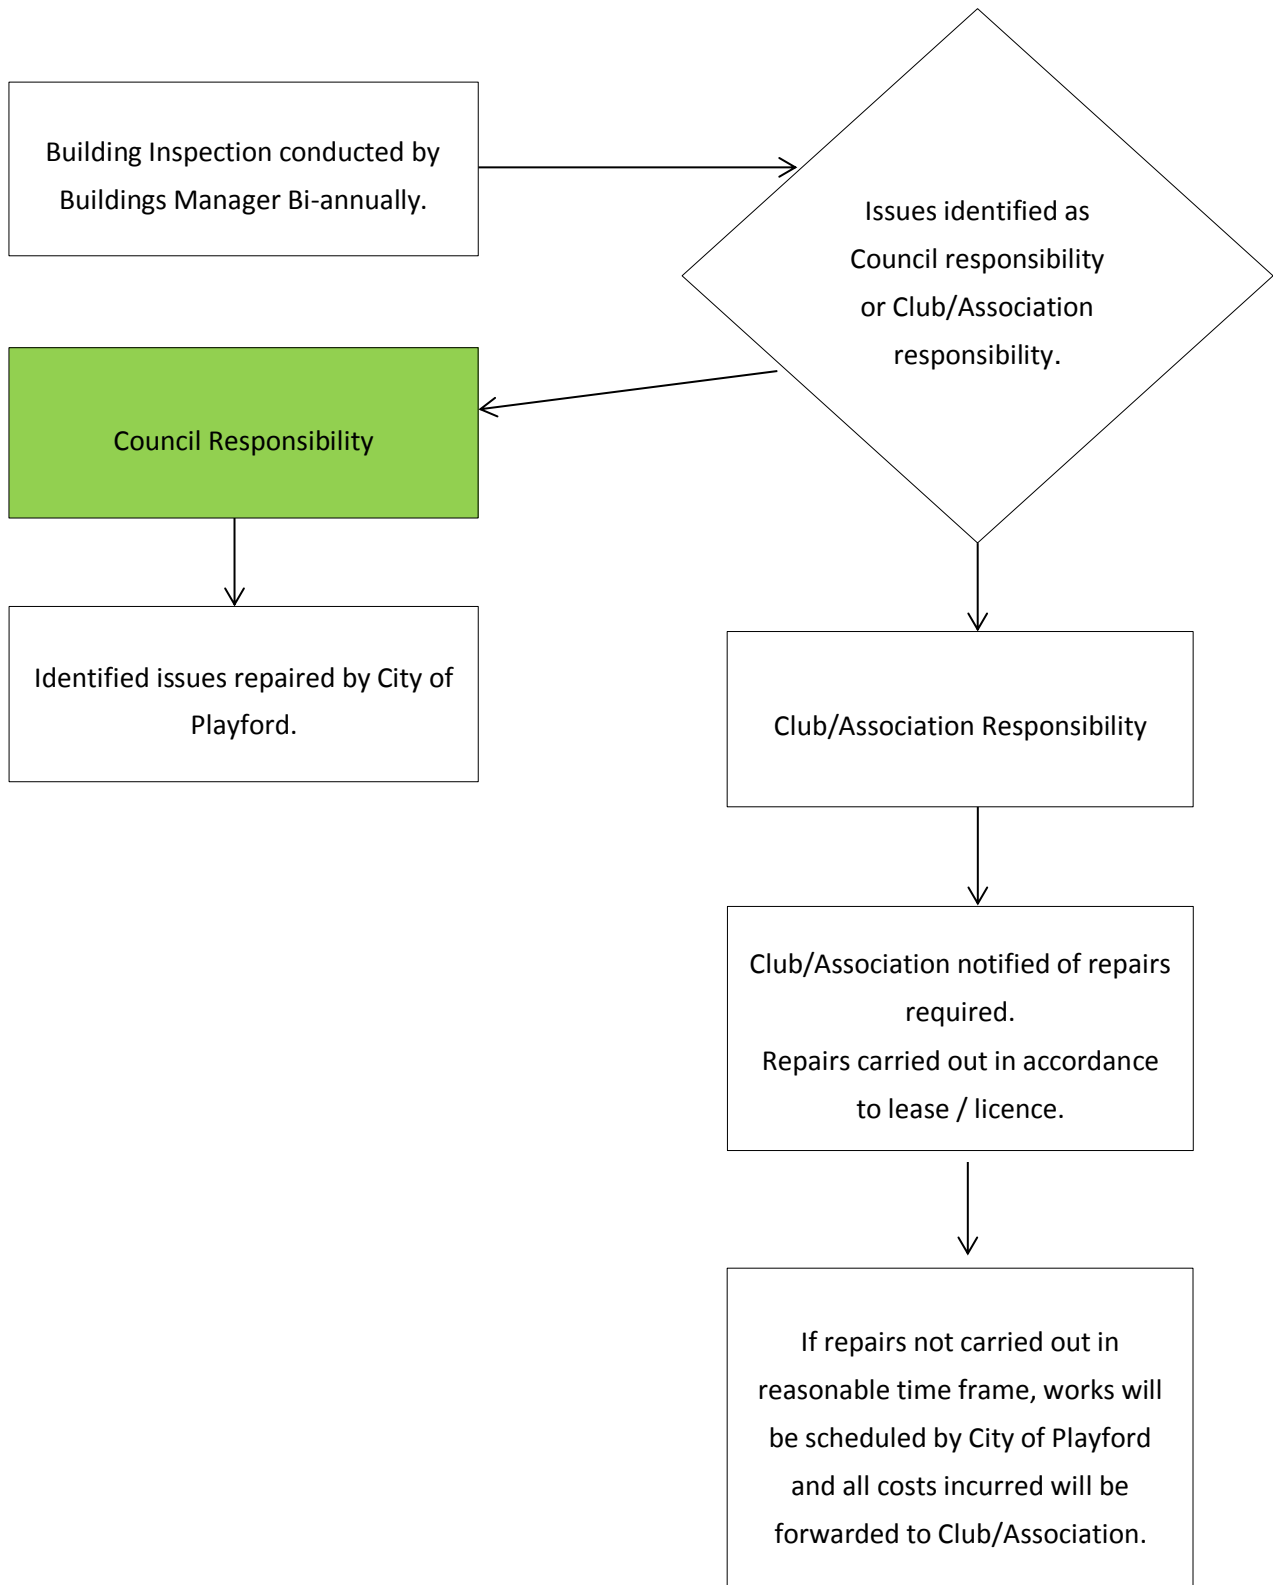 Building Inspection conducted by
Buildings Manager Bi-annually.
Issues identified as
Council responsibility
or Club/Association
responsibility.
Council Responsibility
Identified issues repaired by City of
Playford.
Club/Association Responsibility
Club/Association notified of repairs
required.
Repairs carried out in accordance
to lease / licence.
If repairs not carried out in
reasonable time frame, works will
be scheduled by City of Playford
and all costs incurred will be
forwarded to Club/Association.